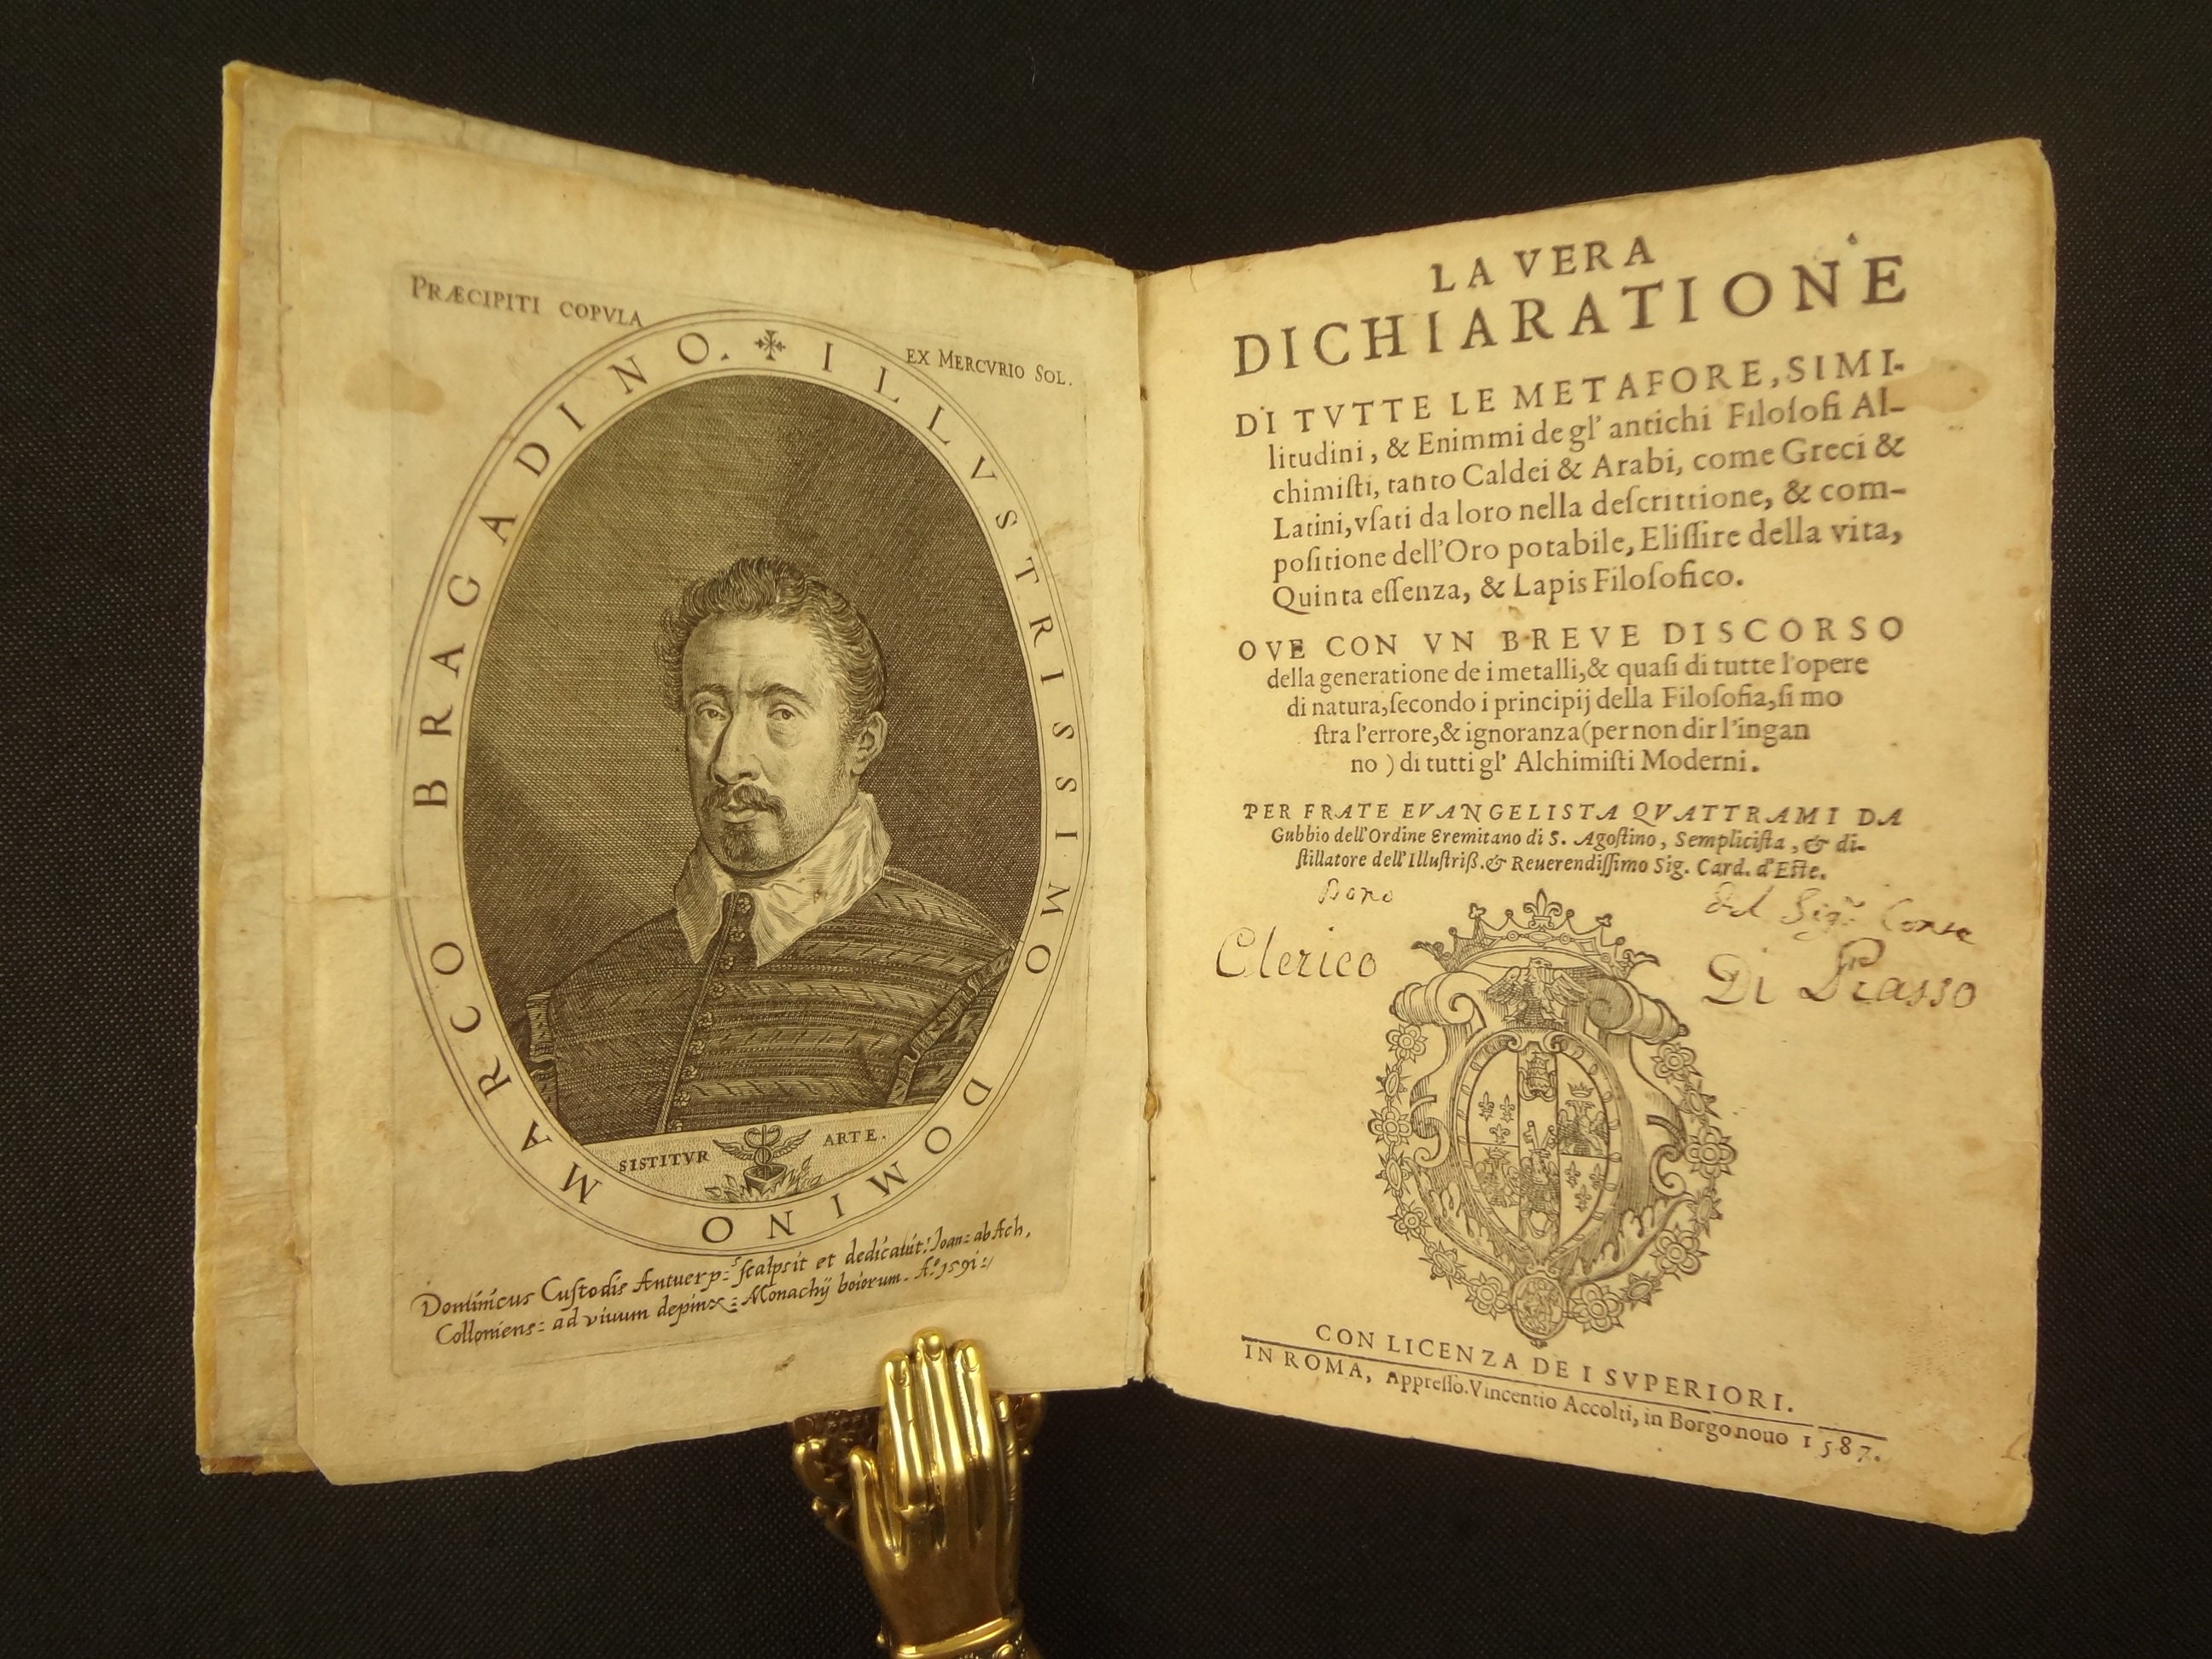 PRÆCIPITI COPVLA
EX MERCVRIO SOL.
✣ ILLVSTRISSIMO DOMINO MARCO BRAGADINO.
SISTITVR ARTE.
Dominicus Cuſtodis Antuerp: ſcalpsit et dedicauit: Joan: ab Ach,
Colloniens: ad viuum depinx: Monachij boiorum. Aº 1591:
LA VERA
DICHIARATIONE
DI TVTTE LE METAFORE, SIMI-
litudini, & Enimmi de gl' antichi Filoſofi Al-
chimiſti, tanto Caldei & Arabi, come Greci &
Latini, vſati da loro nella deſcrittione, & com-
poſitione dell'Oro potabile, Eliſſire della vita,
Quinta eſſenza, & Lapis Filoſofico.
OVE CON VN BREVE DISCORSO
della generatione de i metalli, & quaſi di tutte l'opere
di natura, ſecondo i principij della Filoſofia, ſi mo
ſtra l'errore, & ignoranza (per non dir l'ingan
no) di tutti gl' Alchimiſti Moderni.
PER FRATE EVANGELISTA QVATTRAMI DA
Gubbio dell'Ordine Eremitano di S. Agoſtino, Sempliciſta, & di-
ſtillatore dell'Illuſtriß. & Reuerendiſſimo Sig. Card. d'Eſte.
del Sigr Conte
Clerico Di Prasso
CON LICENZA DE I SVPERIORI.
IN ROMA, Appreſſo. Vincentio Accolti, in Borgo nouo 1587.